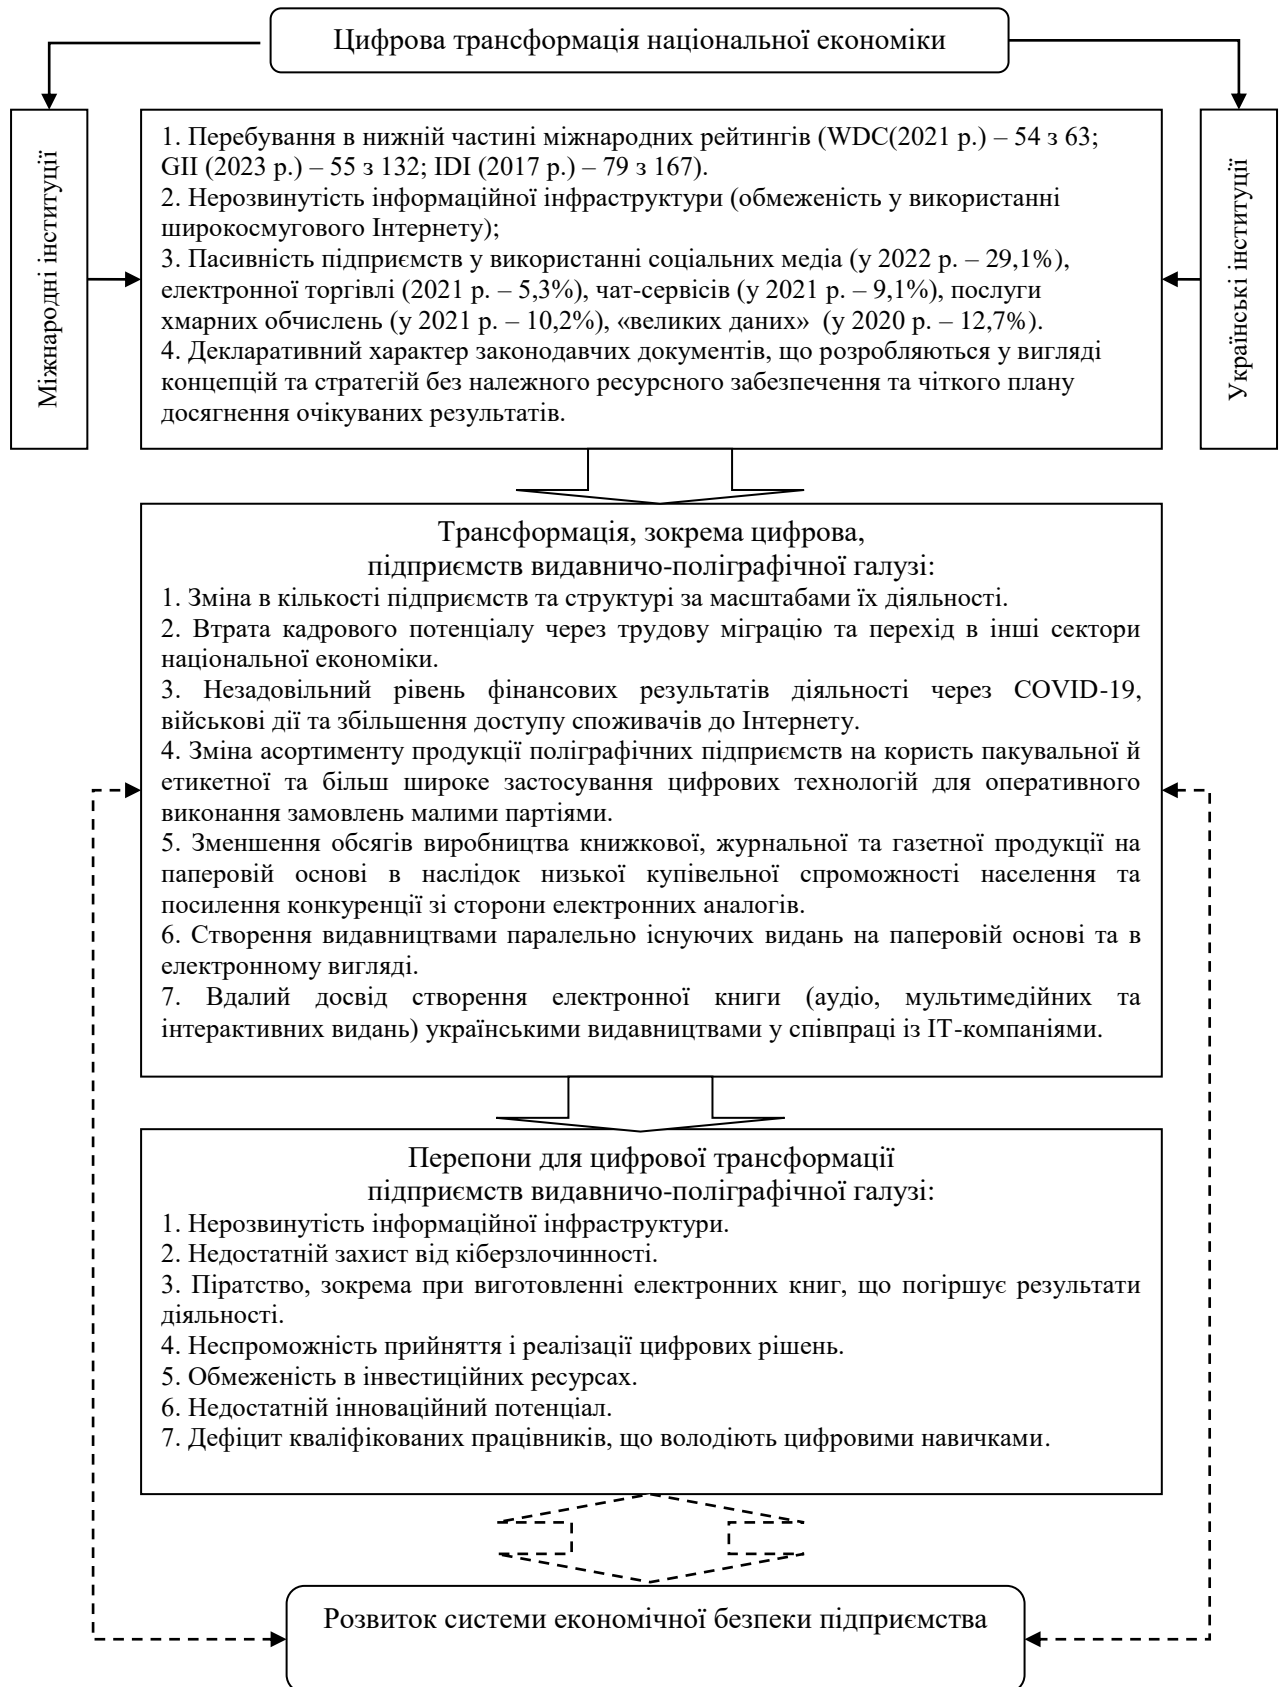 Цифрова трансформація національної економіки
Міжнародні інституції
1. Перебування в нижній частині міжнародних рейтингів (WDC(2021 р.) – 54 з 63;
GII (2023 р.) – 55 з 132; IDI (2017 р.) – 79 з 167).
2. Нерозвинутість інформаційної інфраструктури (обмеженість у використанні
широкосмугового Інтернету);
3. Пасивність підприємств у використанні соціальних медіа (у 2022 р. – 29,1%),
електронної торгівлі (2021 р. – 5,3%), чат-сервісів (у 2021 р. – 9,1%), послуги
хмарних обчислень (у 2021 р. – 10,2%), «великих даних» (у 2020 р. – 12,7%).
4. Декларативний характер законодавчих документів, що розробляються у вигляді
концепцій та стратегій без належного ресурсного забезпечення та чіткого плану
досягнення очікуваних результатів.
Українські інституції
Трансформація, зокрема цифрова,
підприємств видавничо-поліграфічної галузі:
1. Зміна в кількості підприємств та структурі за масштабами їх діяльності.
2. Втрата кадрового потенціалу через трудову міграцію та перехід в інші сектори
національної економіки.
3. Незадовільний рівень фінансових результатів діяльності через COVID-19,
військові дії та збільшення доступу споживачів до Інтернету.
4. Зміна асортименту продукції поліграфічних підприємств на користь пакувальної й
етикетної та більш широке застосування цифрових технологій для оперативного
виконання замовлень малими партіями.
5. Зменшення обсягів виробництва книжкової, журнальної та газетної продукції на
паперовій основі в наслідок низької купівельної спроможності населення та
посилення конкуренції зі сторони електронних аналогів.
6. Створення видавництвами паралельно існуючих видань на паперовій основі та в
електронному вигляді.
7. Вдалий досвід створення електронної книги (аудіо, мультимедійних та
інтерактивних видань) українськими видавництвами у співпраці із ІТ-компаніями.
Перепони для цифрової трансформації
підприємств видавничо-поліграфічної галузі:
1. Нерозвинутість інформаційної інфраструктури.
2. Недостатній захист від кіберзлочинності.
3. Піратство, зокрема при виготовленні електронних книг, що погіршує результати
діяльності.
4. Неспроможність прийняття і реалізації цифрових рішень.
5. Обмеженість в інвестиційних ресурсах.
6. Недостатній інноваційний потенціал.
7. Дефіцит кваліфікованих працівників, що володіють цифровими навичками.
Розвиток системи економічної безпеки підприємства